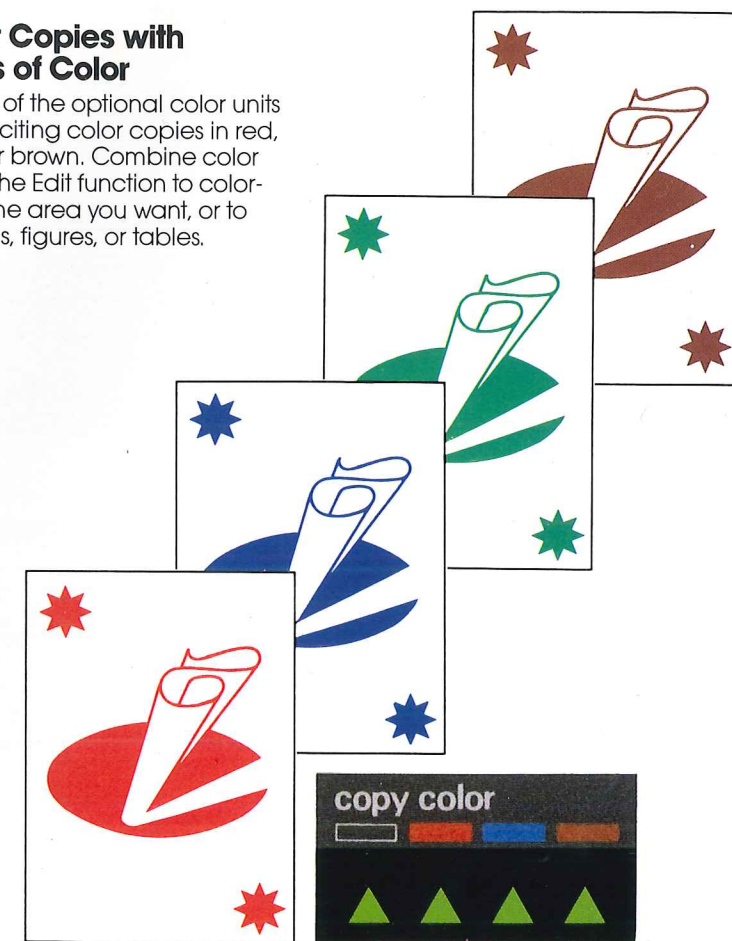 Copies with
of Color
of the optional color units
citing color copies in red,
brown. Combine color
he Edit function to color-
ne area you want, or to
s, figures, or tables.
copy color